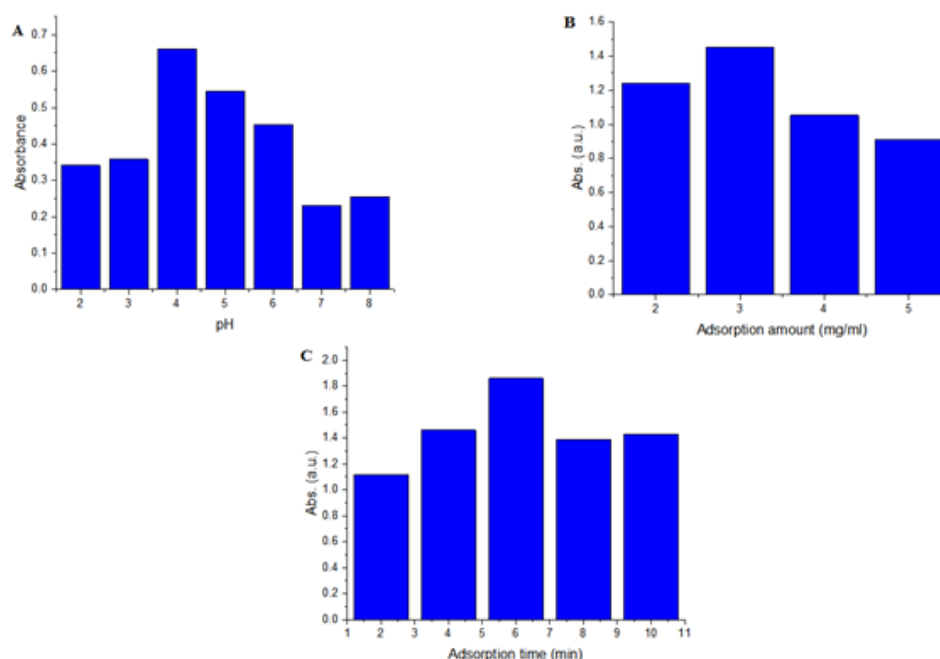 A
Absorbance
0.7
0.6
0.5
0.4
0.3
0.2
0.1
0.0
2 3 4 5 6 7 8
pH
B
Abs. (a.u.)
1.6
1.4
1.2
1.0
0.8
0.6
0.4
0.2
0.0
2 3 4 5
Adsorption amount (mg/ml)
C
Abs. (a.u.)
2.0
1.8
1.6
1.4
1.2
1.0
0.8
0.6
0.4
0.2
0.0
1 2 3 4 5 6 7 8 9 10 11
Adsorption time (min)